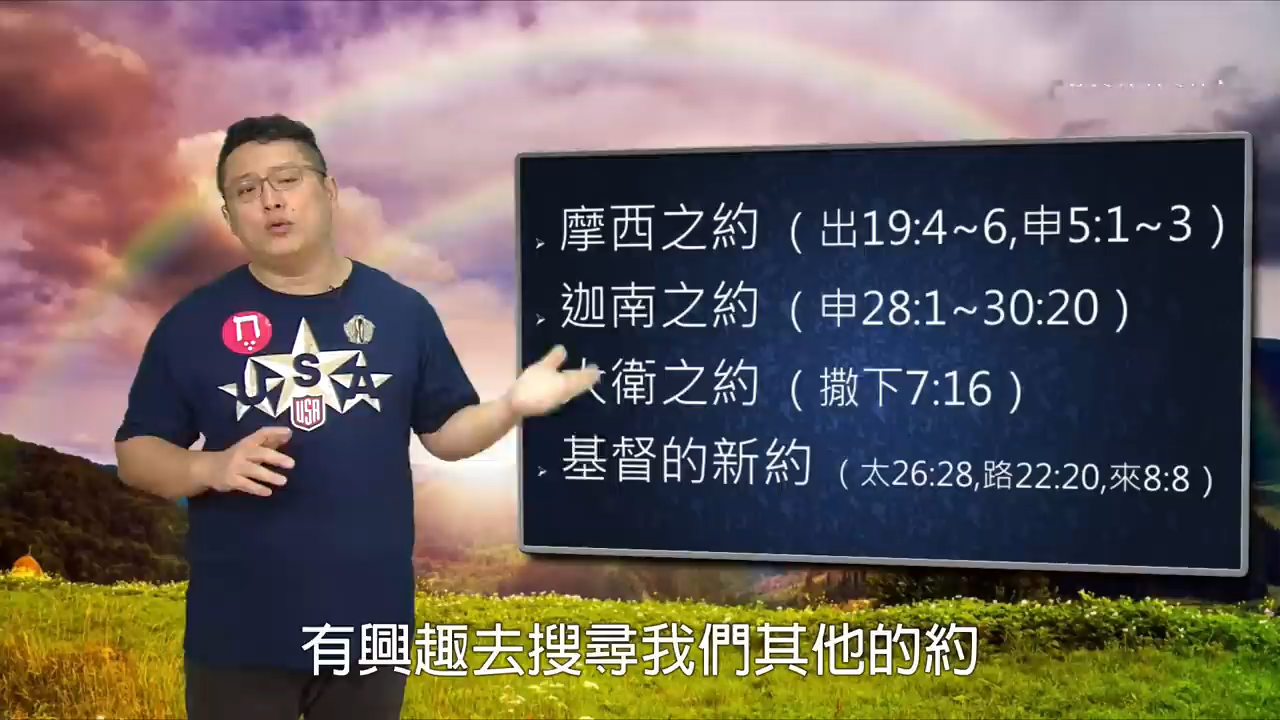 摩西之約 （出19:4~6,申5:1~3）
迦南之約 （申28:1~30:20）
衛之約 （撒下7:16）
基督的新約 （太26:28,路22:20,來8:8）
USA
USA
有興趣去搜尋我們其他的約